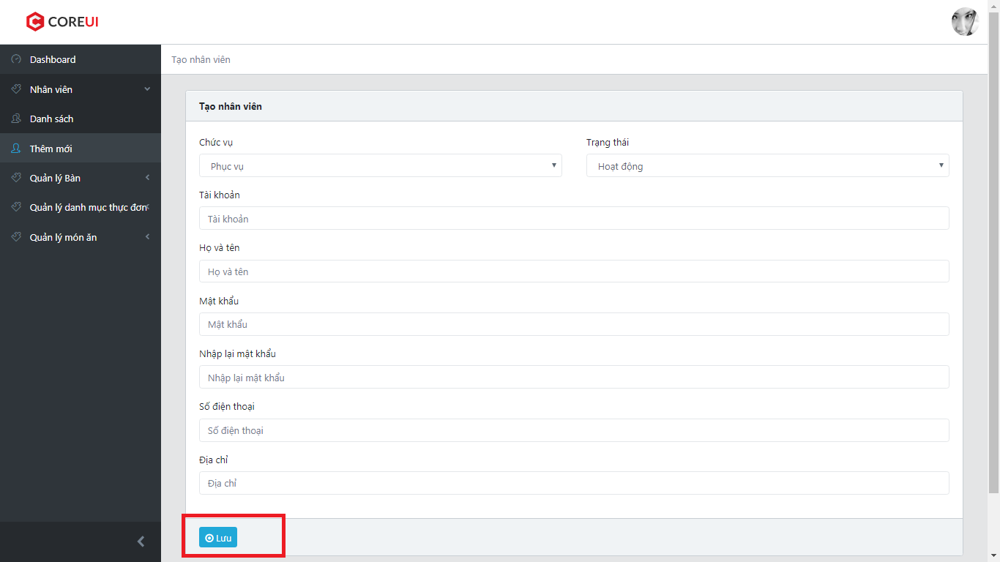 COREUI
Dashboard
Nhân viên
Danh sách
Thêm mới
Quản lý Bàn
Quản lý danh mục thực đơn
Quản lý món ăn
Tạo nhân viên
Tạo nhân viên
Chức vụ
Trạng thái
Phục vụ
Hoạt động
Tài khoản
Tài khoản
Họ và tên
Họ và tên
Mật khẩu
Mật khẩu
Nhập lại mật khẩu
Nhập lại mật khẩu
Số điện thoại
Số điện thoại
Địa chỉ
Địa chỉ
Lưu